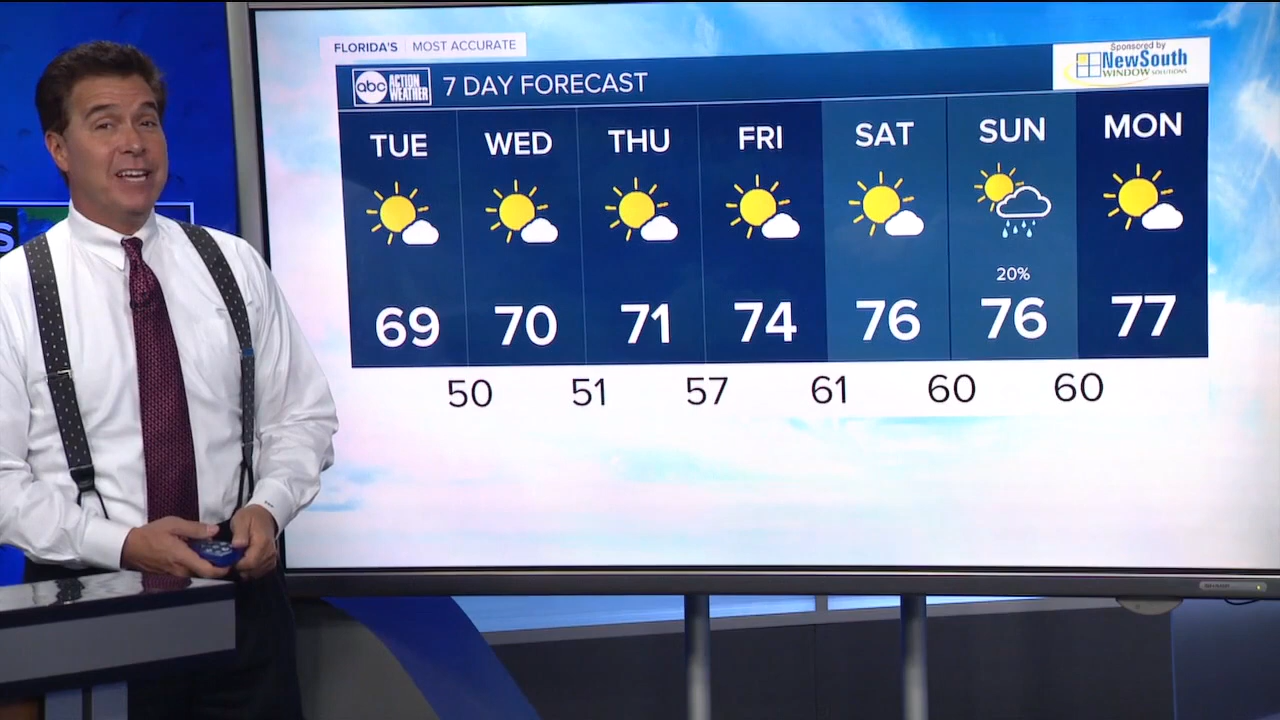 FLORIDA'S MOST ACCURATE
Sponsored by
NewSouth
WINDOW SOLUTIONS
abc ACTION WEATHER 7 DAY FORECAST
TUE WED THU FRI SAT SUN MON
20%
69 70 71 74 76 76 77
50 51 57 61 60 60
S
SHARP